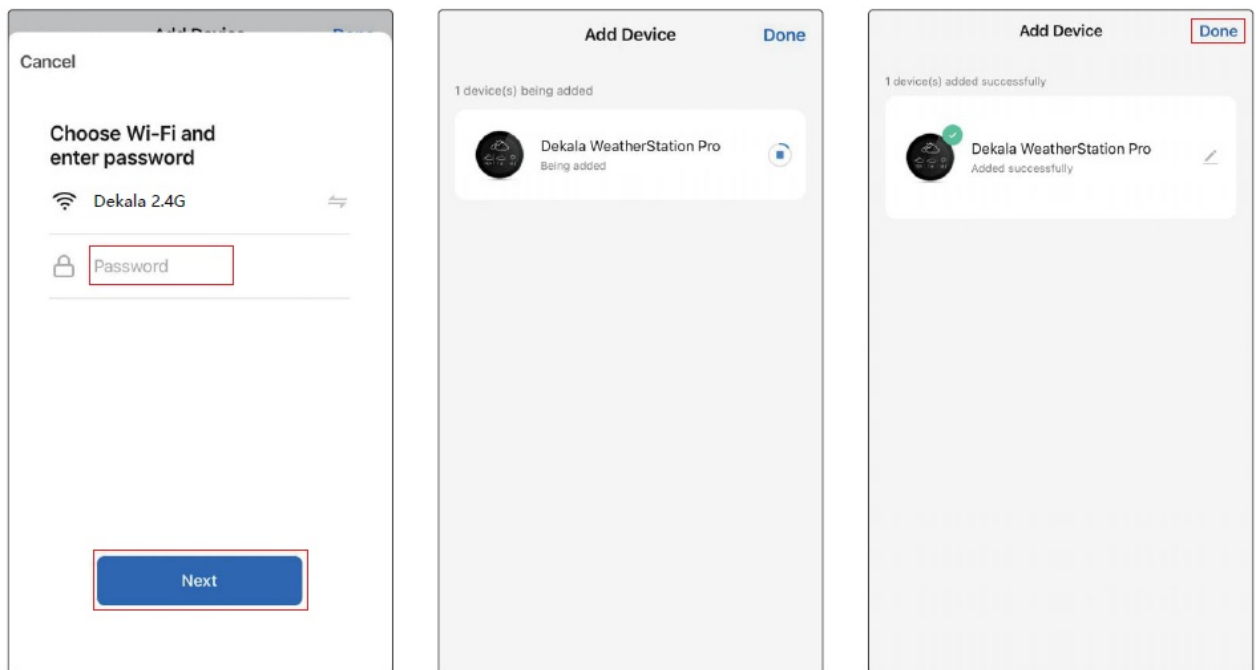 Cancel
Choose Wi-Fi and
enter password
Dekala 2.4G
Password
Next
Add Device
Done
1 device(s) being added
Dekala WeatherStation Pro
Being added
Add Device
Done
1 device(s) added successfully
Dekala WeatherStation Pro
Added successfully